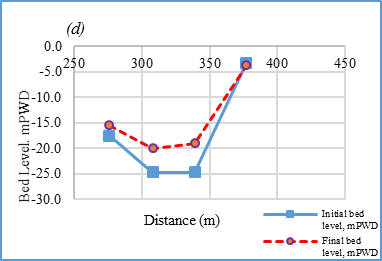 (d)
0.0
250
300
350
400
450
-5.0
-10.0
-15.0
-20.0
-25.0
-30.0
Bed Level, mPWD
Distance (m)
Initial bed
level, mPWD
Final bed
level, mPWD